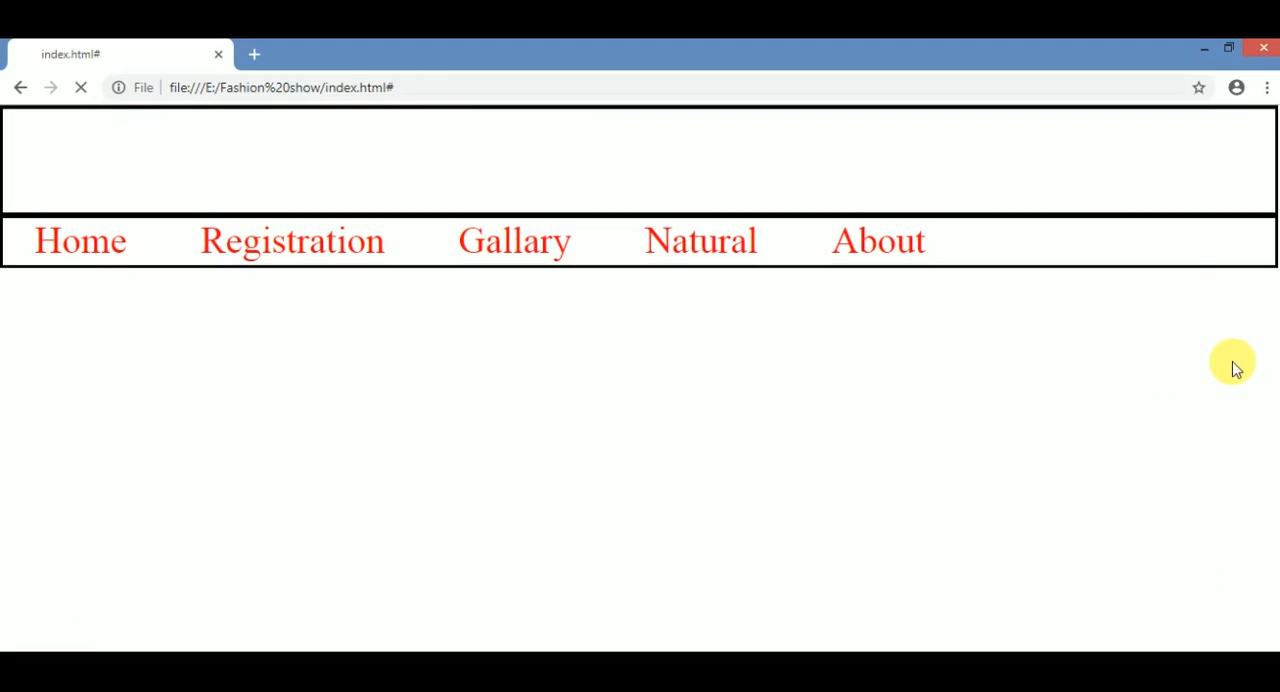 index.html#
File file:///E:/Fashion%20show/index.html#
Home Registration Gallary Natural About